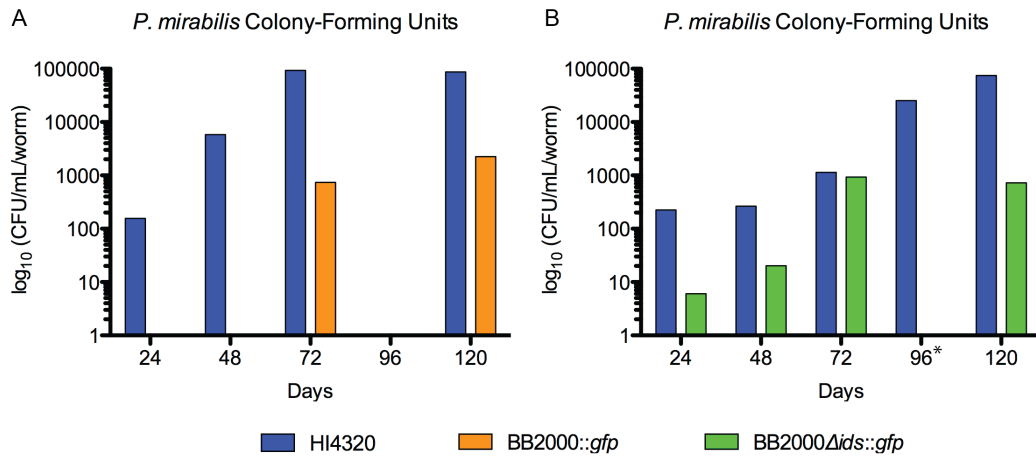 A
P. mirabilis Colony-Forming Units
log10 (CFU/mL/worm)
100000
10000
1000
100
10
1
24 48 72 96 120
Days
B
P. mirabilis Colony-Forming Units
log10 (CFU/mL/worm)
100000
10000
1000
100
10
1
24 48 72 96* 120
Days
HI4320 BB2000::gfp BB2000Δids::gfp